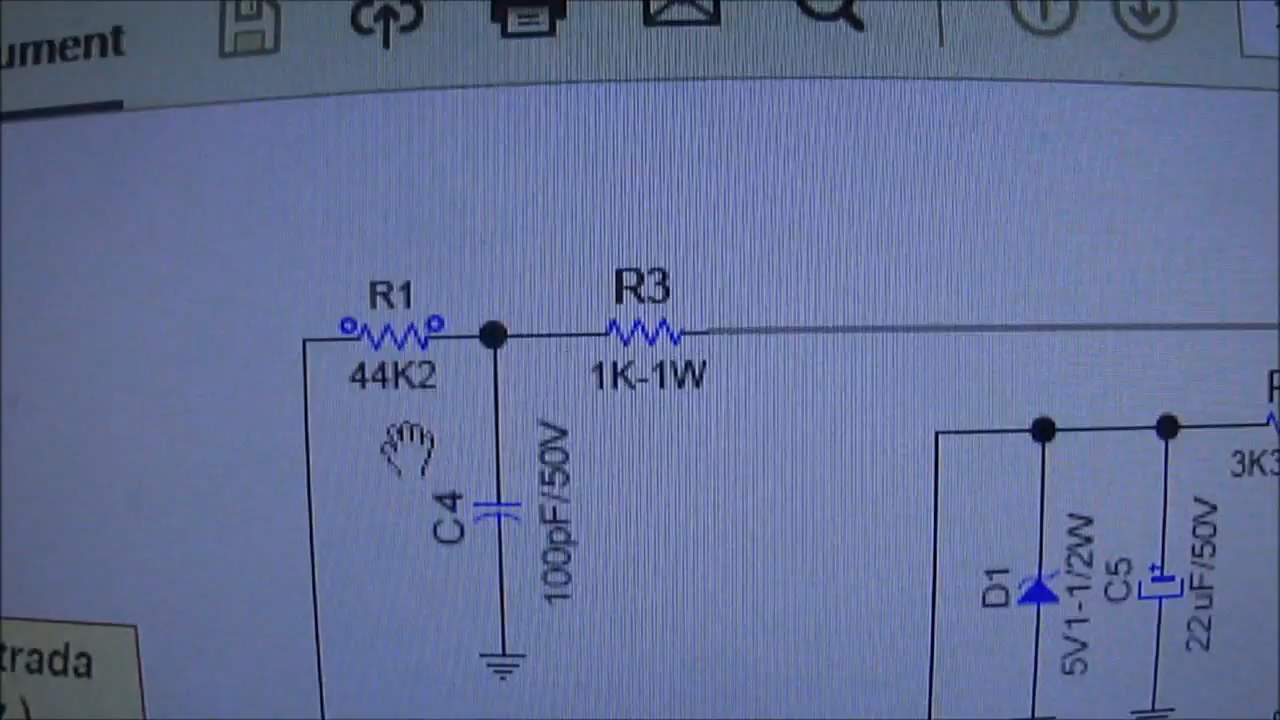 ument
R1
R3
44K2
1K-1W
C4
100pF/50V
3K3
D1
5V1-1/2W
C5
22uF/50V
trada